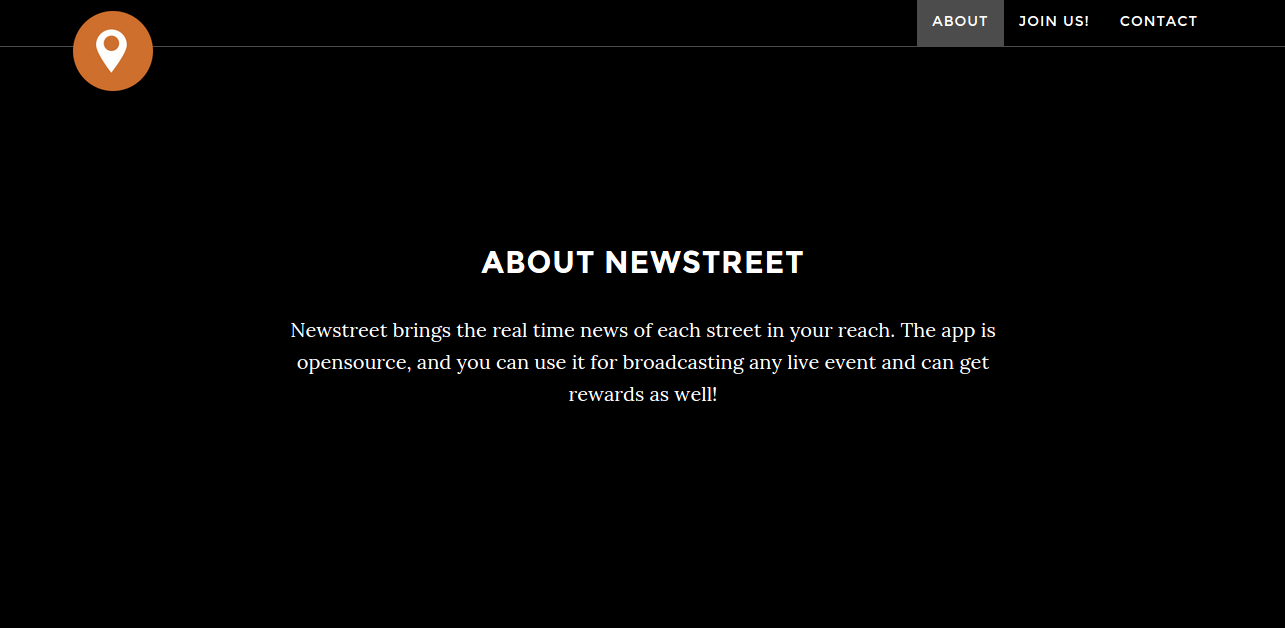 ABOUT JOIN US! CONTACT
ABOUT NEWSTREET
Newstreet brings the real time news of each street in your reach. The app is
opensource, and you can use it for broadcasting any live event and can get
rewards as well!